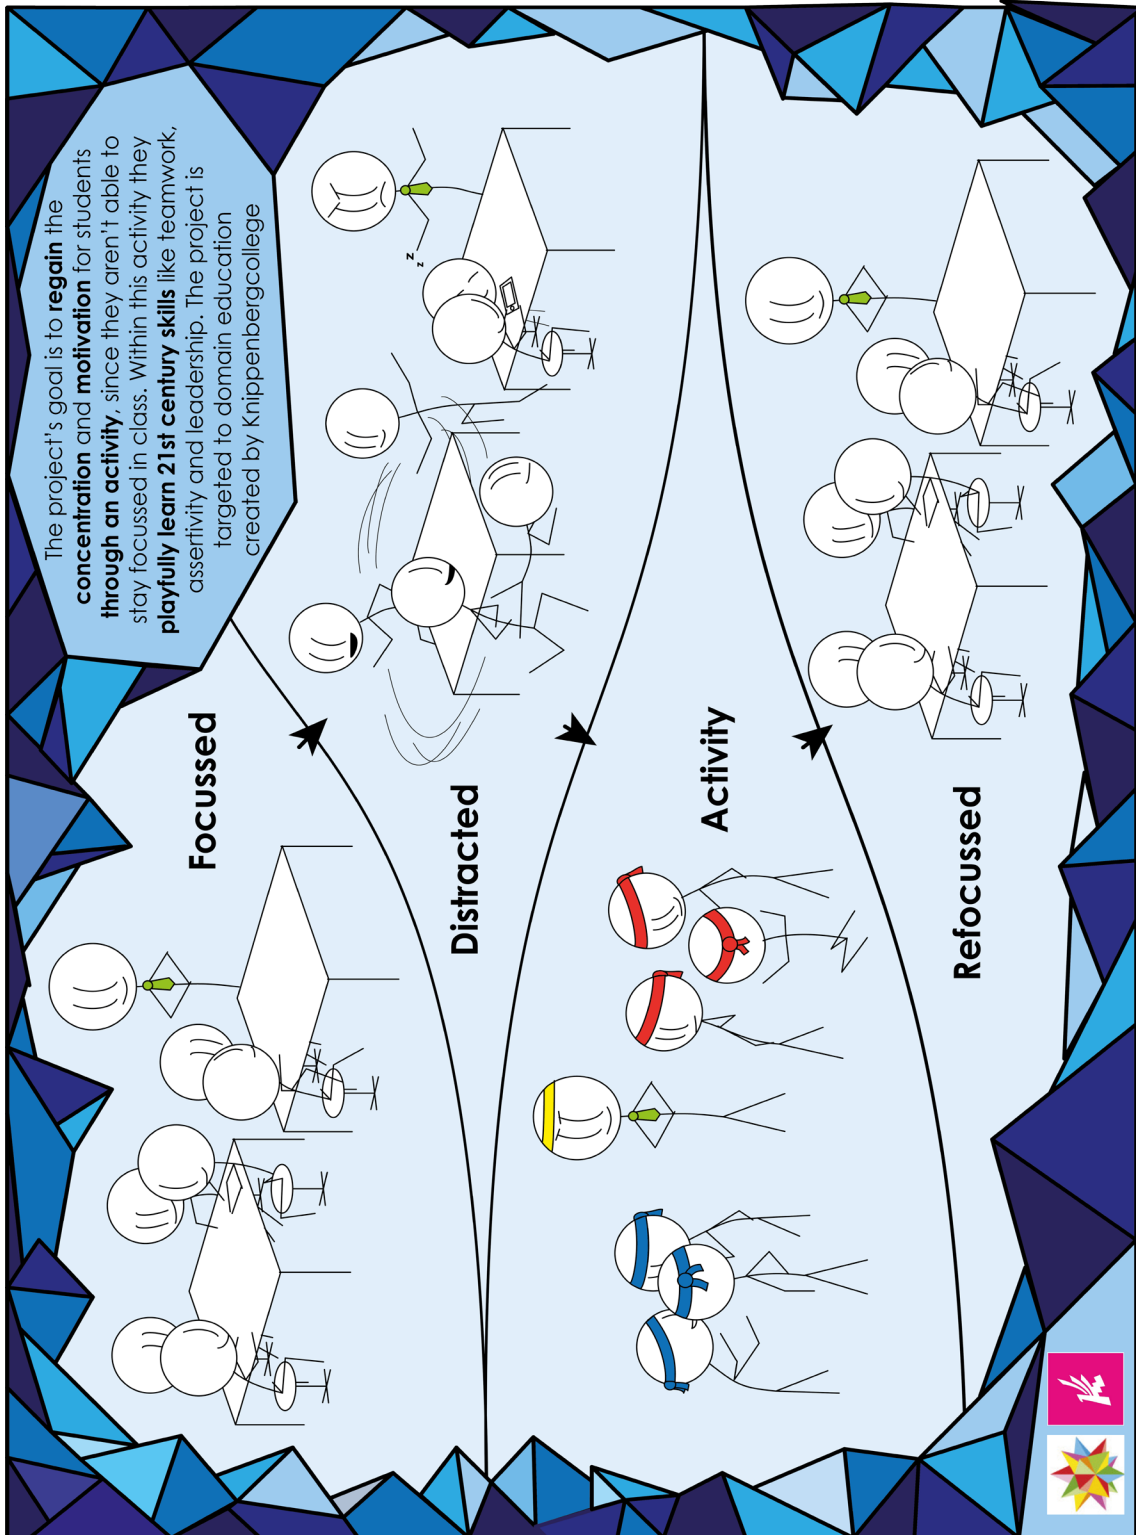 The project's goal is to regain the
concentration and motivation for students
through an activity, since they aren't able to
stay focussed in class. Within this activity they
playfully learn 21st century skills like teamwork,
assertivity and leadership. The project is
targeted to domain education
created by Knippenbergcollege
Focussed
z
z
Distracted
Activity
Refocussed